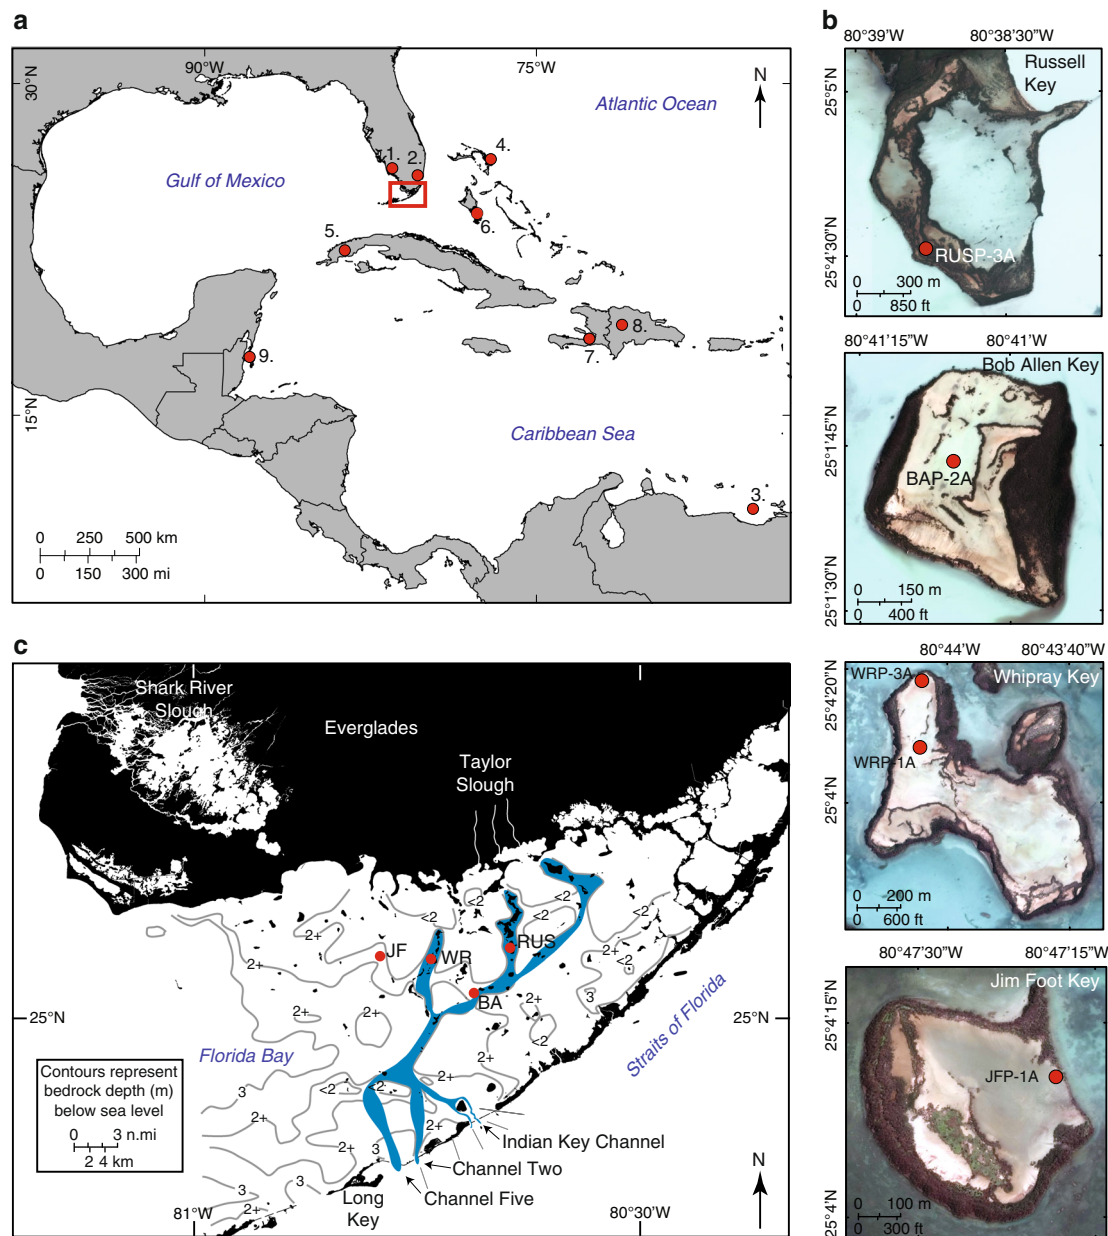 a
90°W
75°W
30°N
N
Atlantic Ocean
Gulf of Mexico
1.
2.
4.
5.
6.
7.
8.
9.
15°N
Caribbean Sea
3.
0 250 500 km
0 150 300 mi
b
80°39'W 80°38'30"W
Russell
Key
25°5'N
25°4'30"N
RUSP-3A
0 300 m
0 850 ft
80°41'15"W 80°41'W
Bob Allen Key
25°1'45"N
BAP-2A
25°1'30"N
0 150 m
0 400 ft
80°44'W 80°43'40"W
WRP-3A
Whipray Key
25°4'20"N
WRP-1A
25°4'N
0 200 m
0 600 ft
80°47'30"W 80°47'15"W
Jim Foot Key
25°4'15"N
JFP-1A
25°4'N
0 100 m
0 300 ft
c
Shark River
Slough
Everglades
Taylor
Slough
<2
<2
<2
<2
2+
JF
WR
RUS
2+
2+
<2
BA
2+
3
25°N
25°N
2+
2+
<2
Straits of Florida
Florida Bay
2+
2+
Contours represent
bedrock depth (m)
below sea level
0 3 n.mi
2 4 km
3
<2
<2
2+
2+
2+
3
Indian Key Channel
Channel Two
Channel Five
3
3
2+
Long
Key
N
81°W
80°30'W